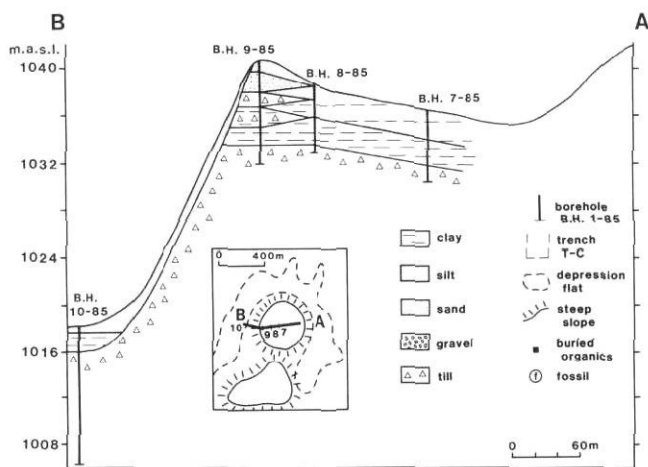 B
A
m.a.s.l.
1040
1032
1024
1016
1008
B.H. 9-85
B.H. 8-85
B.H. 7-85
B.H.
10-85
0 400m
B
A
10
9 8 7
clay
silt
sand
gravel
till
borehole
B.H. 1-85
trench
T-C
depression
flat
steep
slope
buried
organics
f fossil
0 60m